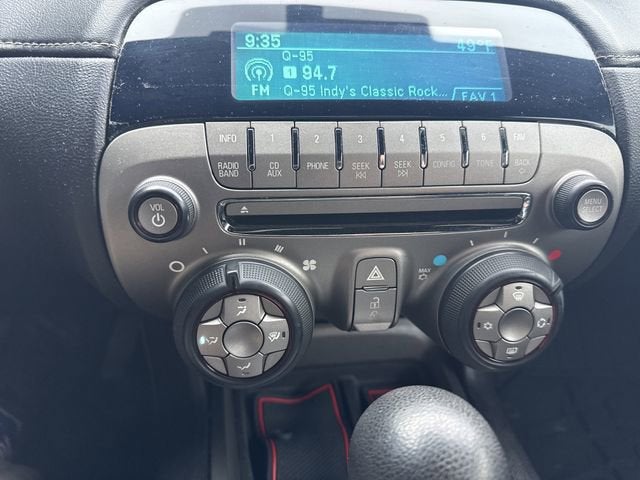 9:35 49°F
Q-95
1 94.7
FM Q-95 Indy's Classic Rock... FAV 1
INFO 1 2 3 4 5 6 FAV
RADIO BAND CD AUX PHONE SEEK SEEK CONFIG TONE BACK
VOL
MENU SELECT
MAX